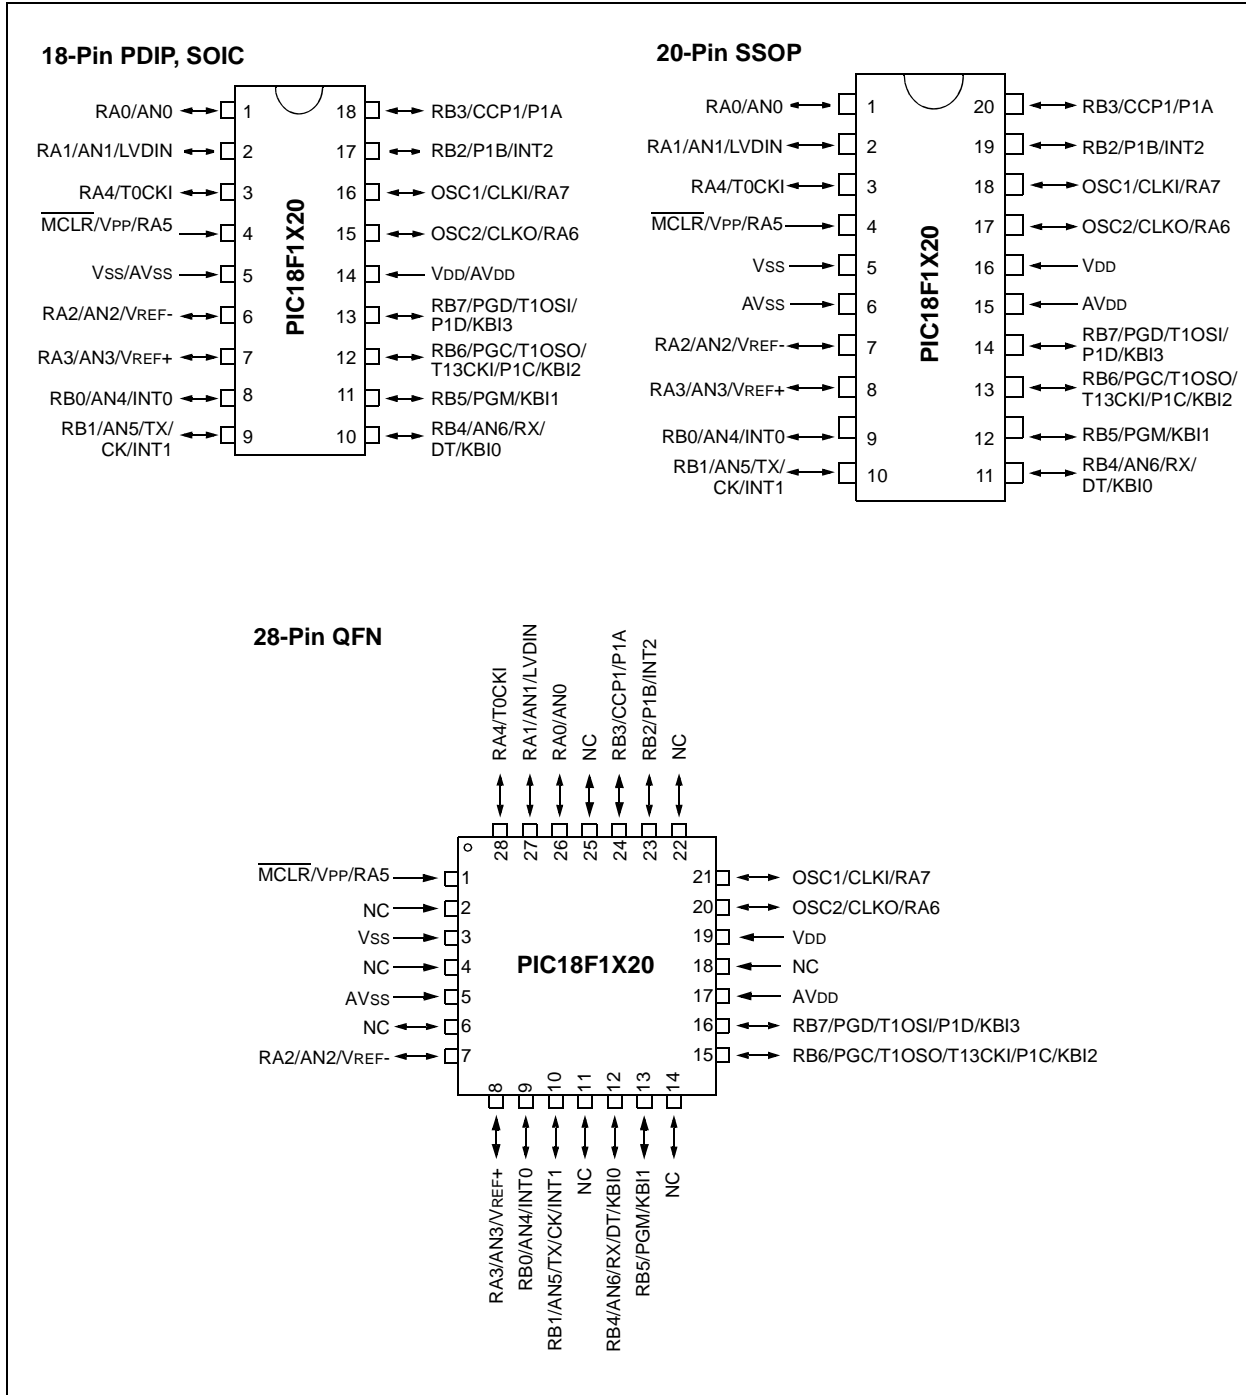 18-Pin PDIP, SOIC
RA0/AN0 1 18 RB3/CCP1/P1A
RA1/AN1/LVDIN 2 17 RB2/P1B/INT2
RA4/T0CKI 3 16 OSC1/CLKI/RA7
MCLR/VPP/RA5 4 15 OSC2/CLKO/RA6
VSS/AVSS 5 14 VDD/AVDD
RA2/AN2/VREF- 6 13 RB7/PGD/T1OSI/
P1D/KBI3
RA3/AN3/VREF+ 7 12 RB6/PGC/T1OSO/
T13CKI/P1C/KBI2
RB0/AN4/INT0 8 11 RB5/PGM/KBI1
RB1/AN5/TX/
CK/INT1 9 10 RB4/AN6/RX/
DT/KBI0
PIC18F1X20
20-Pin SSOP
RA0/AN0 1 20 RB3/CCP1/P1A
RA1/AN1/LVDIN 2 19 RB2/P1B/INT2
RA4/T0CKI 3 18 OSC1/CLKI/RA7
MCLR/VPP/RA5 4 17 OSC2/CLKO/RA6
VSS 5 16 VDD
AVSS 6 15 AVDD
RA2/AN2/VREF- 7 14 RB7/PGD/T1OSI/
P1D/KBI3
RA3/AN3/VREF+ 8 13 RB6/PGC/T1OSO/
T13CKI/P1C/KBI2
RB0/AN4/INT0 9 12 RB5/PGM/KBI1
RB1/AN5/TX/
CK/INT1 10 11 RB4/AN6/RX/
DT/KBI0
PIC18F1X20
28-Pin QFN
RA4/T0CKI
RA1/AN1/LVDIN
RA0/AN0
NC
RB3/CCP1/P1A
RB2/P1B/INT2
NC
28 27 26 25 24 23 22
MCLR/VPP/RA5 1 21 OSC1/CLKI/RA7
NC 2 20 OSC2/CLKO/RA6
VSS 3 19 VDD
NC 4 18 NC
PIC18F1X20
AVSS 5 17 AVDD
NC 6 16 RB7/PGD/T1OSI/P1D/KBI3
RA2/AN2/VREF- 7 15 RB6/PGC/T1OSO/T13CKI/P1C/KBI2
8 9 10 11 12 13 14
RA3/AN3/VREF+
RB0/AN4/INT0
RB1/AN5/TX/CK/INT1
NC
RB4/AN6/RX/DT/KBI0
RB5/PGM/KBI1
NC